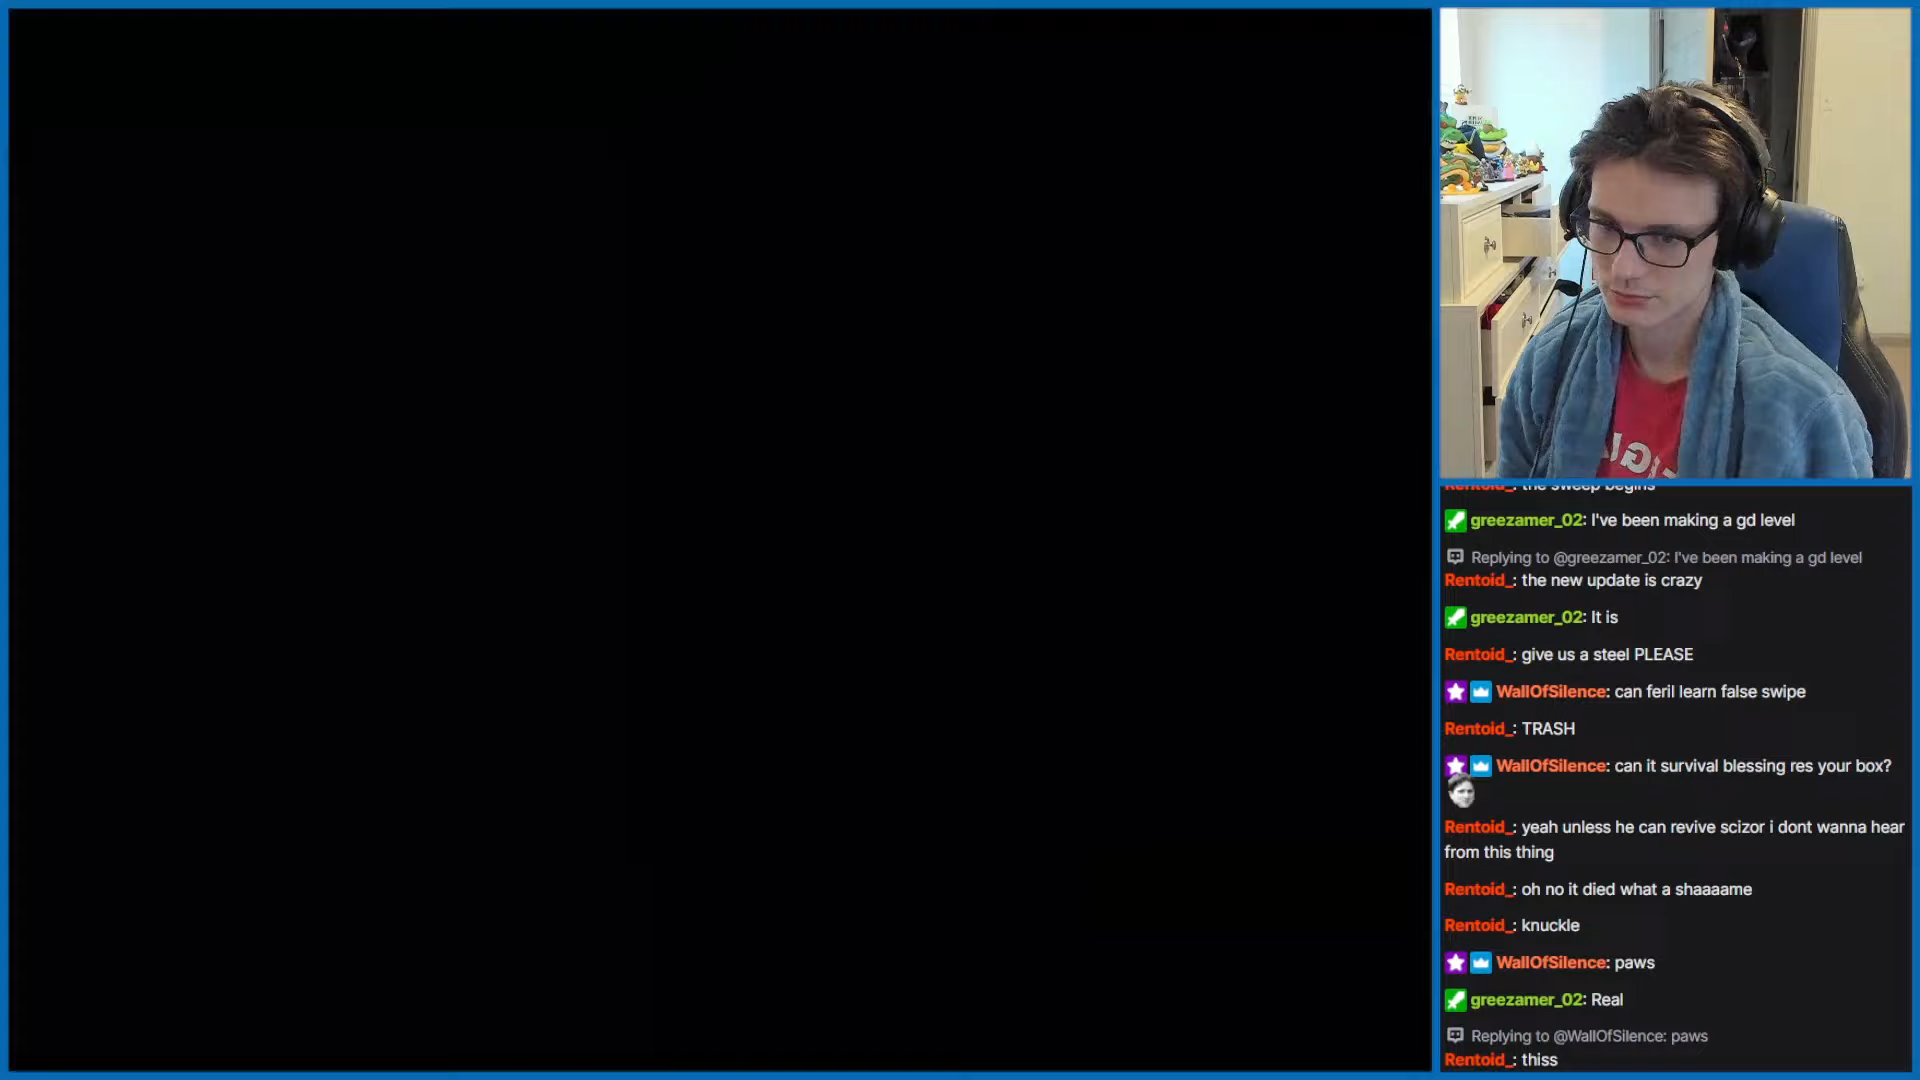 Rentoid_: the sweep begins
greezamer_02: I've been making a gd level
Replying to @greezamer_02: I've been making a gd level
Rentoid_: the new update is crazy
greezamer_02: It is
Rentoid_: give us a steel PLEASE
WallOfSilence: can feril learn false swipe
Rentoid_: TRASH
WallOfSilence: can it survival blessing res your box?
Rentoid_: yeah unless he can revive scizor i dont wanna hear
from this thing
Rentoid_: oh no it died what a shaaaame
Rentoid_: knuckle
WallOfSilence: paws
greezamer_02: Real
Replying to @WallOfSilence: paws
Rentoid_: thiss